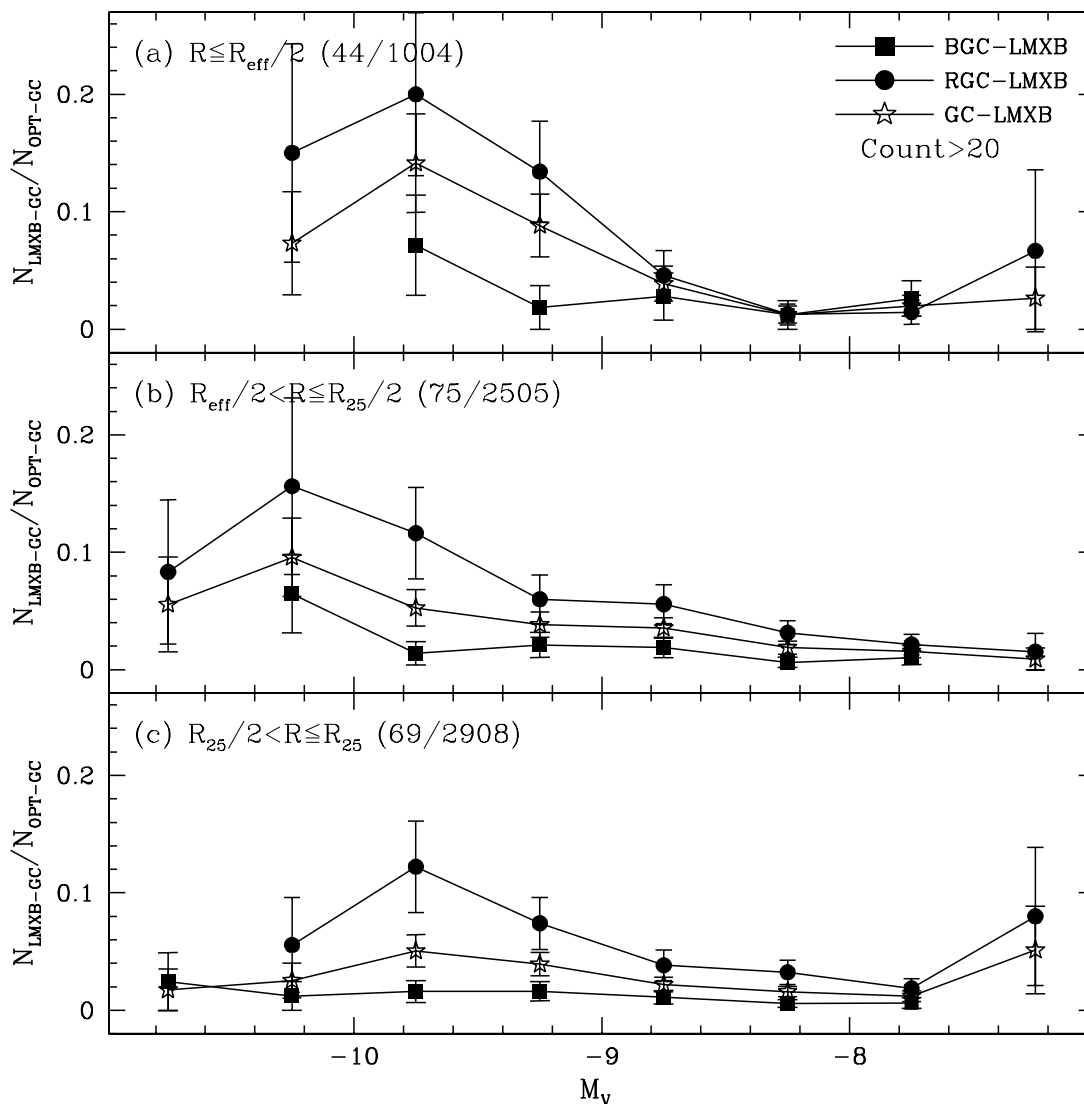 (a) R≦R_eff/2 (44/1004)
BGC-LMXB
RGC-LMXB
GC-LMXB
Count>20
0.2
0.1
0
N_LMXB-GC/N_OPT-GC
(b) R_eff/2<R≦R_25/2 (75/2505)
0.2
0.1
0
N_LMXB-GC/N_OPT-GC
(c) R_25/2<R≦R_25 (69/2908)
0.2
0.1
0
N_LMXB-GC/N_OPT-GC
-10 -9 -8
M_V